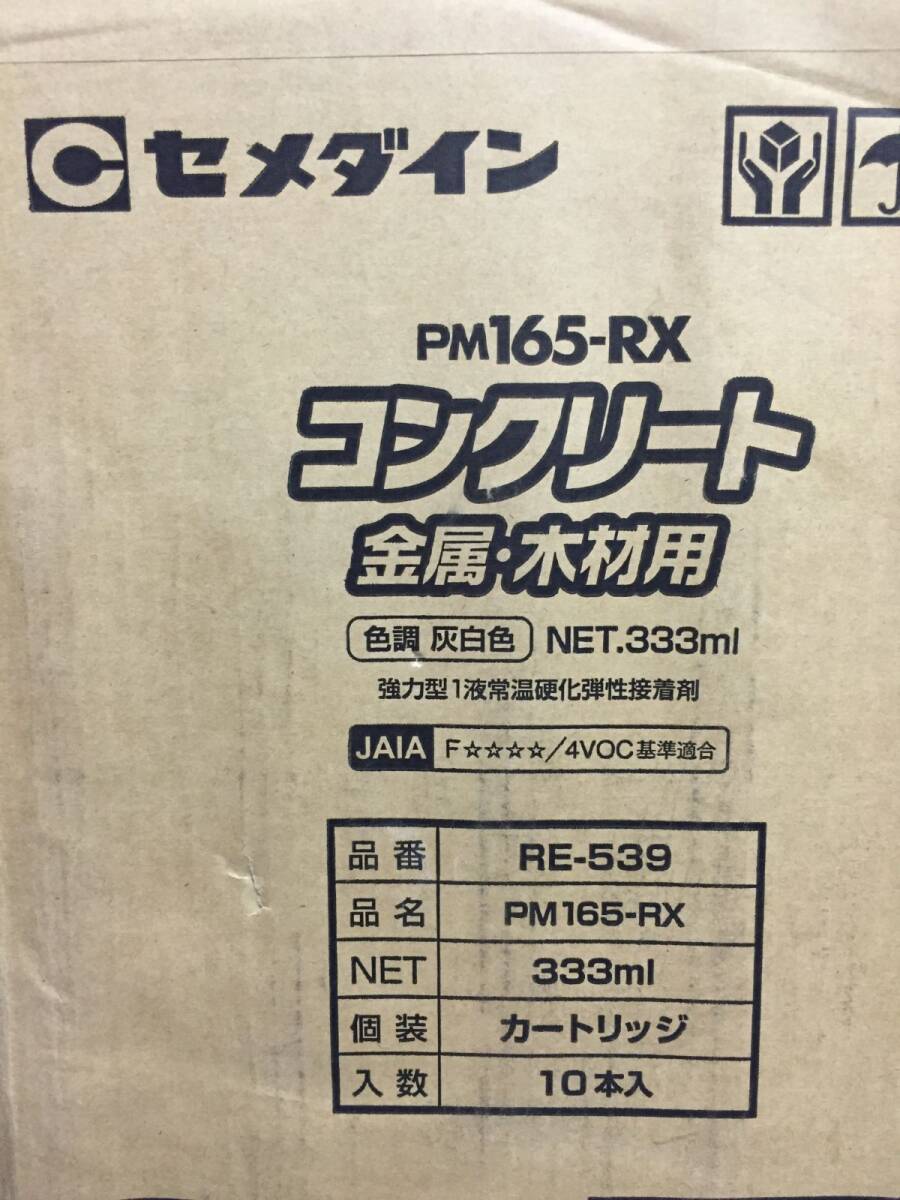 C セメダイン
PM165-RX
コンクリート
金属・木材用
色調 灰白色 NET.333ml
強力型1液常温硬化弾性接着剤
JAIA F☆☆☆☆/4VOC基準適合
品番 RE-539
品名 PM165-RX
NET 333ml
個装 カートリッジ
入数 10本入